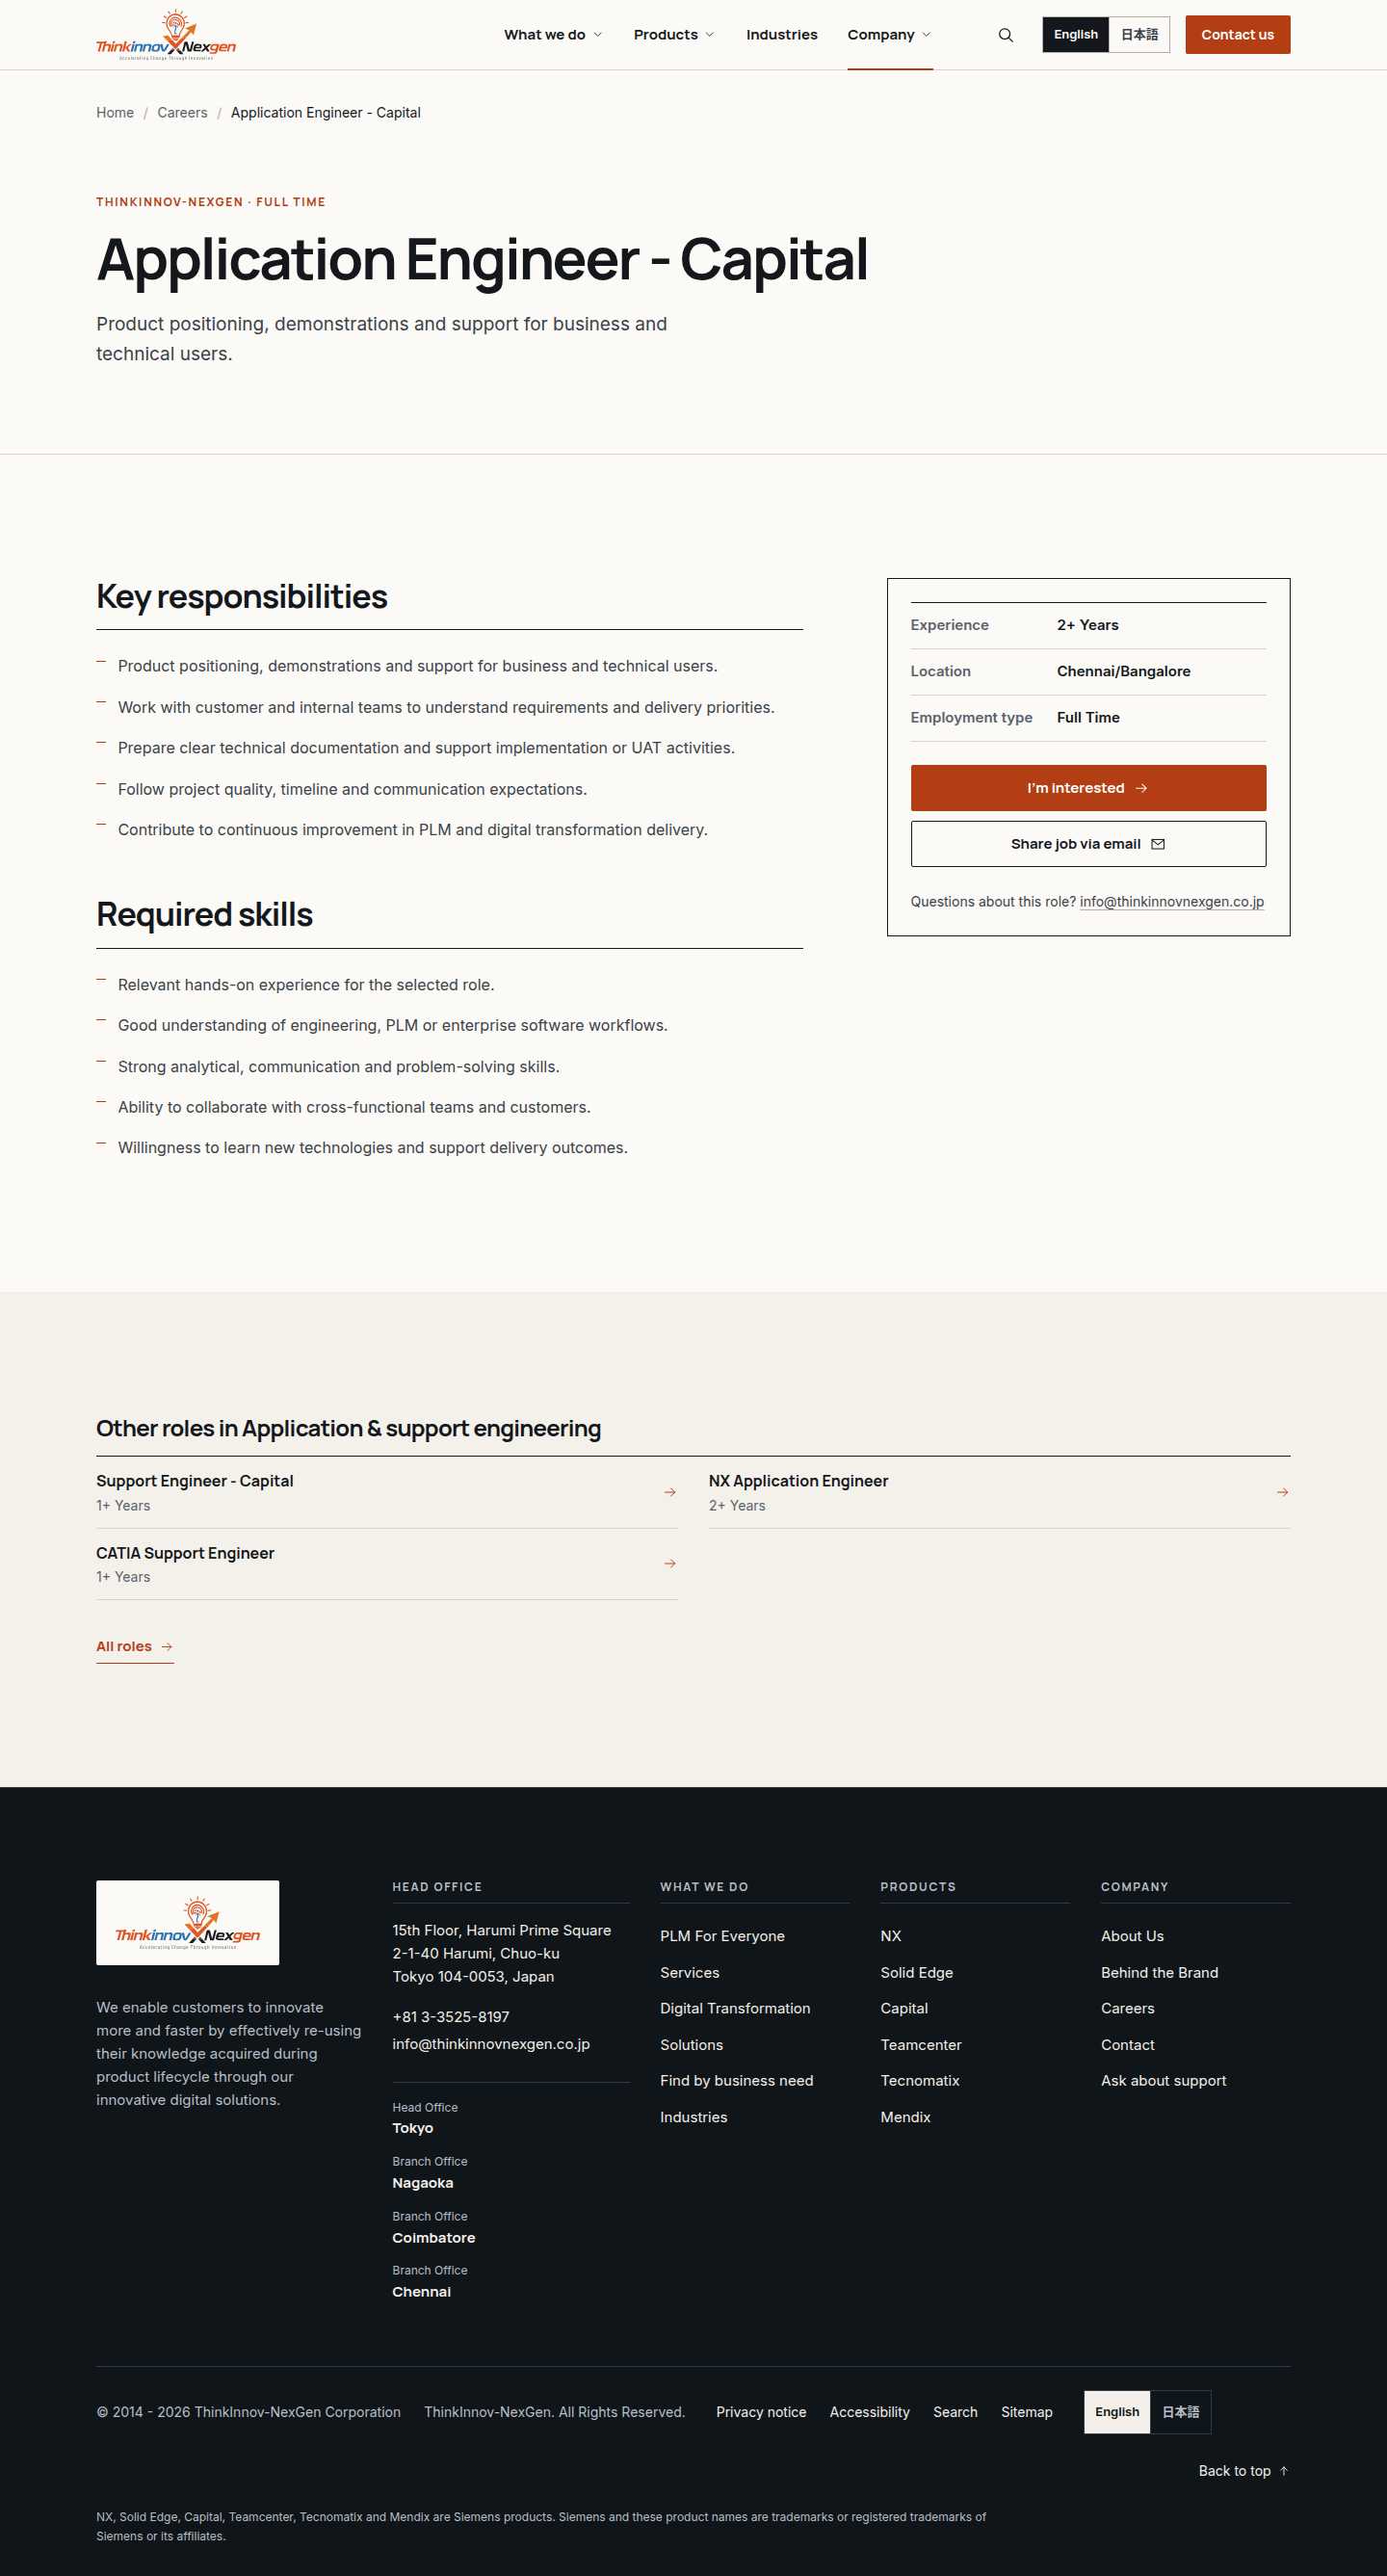 ThinkinnovXNexgen
Accelerating Change Through Innovation
What we do
Products
Industries
Company
English
日本語
Contact us
Home / Careers / Application Engineer - Capital
THINKINNOV-NEXGEN · FULL TIME
Application Engineer - Capital
Product positioning, demonstrations and support for business and
technical users.
Key responsibilities
Product positioning, demonstrations and support for business and technical users.
Work with customer and internal teams to understand requirements and delivery priorities.
Prepare clear technical documentation and support implementation or UAT activities.
Follow project quality, timeline and communication expectations.
Contribute to continuous improvement in PLM and digital transformation delivery.
Required skills
Relevant hands-on experience for the selected role.
Good understanding of engineering, PLM or enterprise software workflows.
Strong analytical, communication and problem-solving skills.
Ability to collaborate with cross-functional teams and customers.
Willingness to learn new technologies and support delivery outcomes.
Experience 2+ Years
Location Chennai/Bangalore
Employment type Full Time
I'm interested →
Share job via email
Questions about this role? info@thinkinnovnexgen.co.jp
Other roles in Application & support engineering
Support Engineer - Capital
1+ Years
→
NX Application Engineer
2+ Years
→
CATIA Support Engineer
1+ Years
→
All roles →
ThinkinnovXNexgen
Accelerating Change Through Innovation
We enable customers to innovate
more and faster by effectively re-using
their knowledge acquired during
product lifecycle through our
innovative digital solutions.
HEAD OFFICE
15th Floor, Harumi Prime Square
2-1-40 Harumi, Chuo-ku
Tokyo 104-0053, Japan
+81 3-3525-8197
info@thinkinnovnexgen.co.jp
Head Office
Tokyo
Branch Office
Nagaoka
Branch Office
Coimbatore
Branch Office
Chennai
WHAT WE DO
PLM For Everyone
Services
Digital Transformation
Solutions
Find by business need
Industries
PRODUCTS
NX
Solid Edge
Capital
Teamcenter
Tecnomatix
Mendix
COMPANY
About Us
Behind the Brand
Careers
Contact
Ask about support
© 2014 - 2026 ThinkInnov-NexGen Corporation
ThinkInnov-NexGen. All Rights Reserved.
Privacy notice
Accessibility
Search
Sitemap
English
日本語
Back to top ↑
NX, Solid Edge, Capital, Teamcenter, Tecnomatix and Mendix are Siemens products. Siemens and these product names are trademarks or registered trademarks of
Siemens or its affiliates.